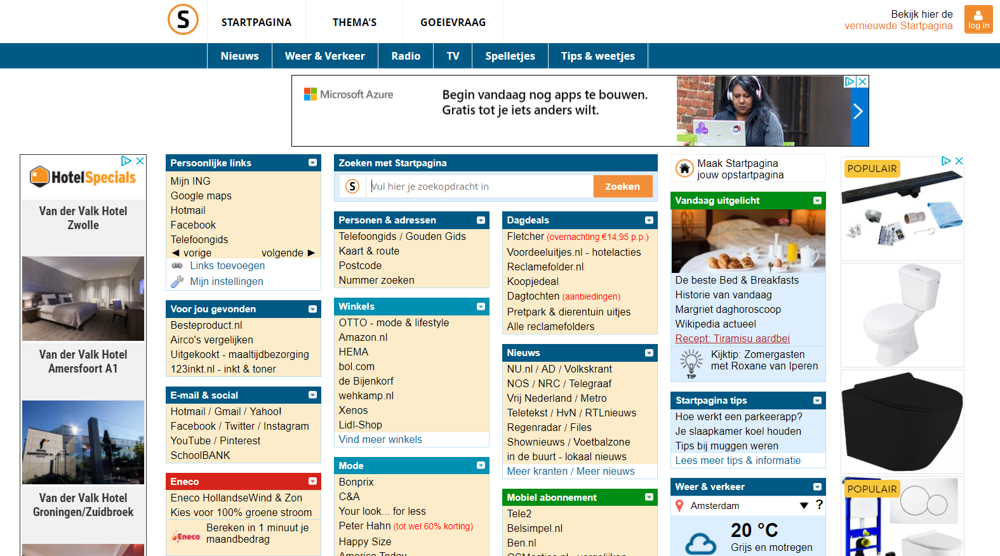 S
STARTPAGINA
THEMA'S
GOEIEVRAAG
Bekijk hier de
vernieuwde Startpagina
log in
Nieuws
Weer & Verkeer
Radio
TV
Spelletjes
Tips & weetjes
Microsoft Azure
Begin vandaag nog apps te bouwen.
Gratis tot je iets anders wilt.
HotelSpecials
Van der Valk Hotel
Zwolle
Van der Valk Hotel
Amersfoort A1
Van der Valk Hotel
Groningen/Zuidbroek
Persoonlijke links
Mijn ING
Google maps
Hotmail
Facebook
Telefoongids
◄ vorige
volgende ►
Links toevoegen
Mijn instellingen
Voor jou gevonden
Besteproduct.nl
Airco's vergelijken
Uitgekookt - maaltijdbezorging
123inkt.nl - inkt & toner
E-mail & social
Hotmail / Gmail / Yahoo!
Facebook / Twitter / Instagram
YouTube / Pinterest
SchoolBANK
Eneco
Eneco HollandseWind & Zon
Kies voor 100% groene stroom
Eneco
Bereken in 1 minuut je
maandbedrag
Zoeken met Startpagina
S
Vul hier je zoekopdracht in
Zoeken
Personen & adressen
Telefoongids / Gouden Gids
Kaart & route
Postcode
Nummer zoeken
Winkels
OTTO - mode & lifestyle
Amazon.nl
HEMA
bol.com
de Bijenkorf
wehkamp.nl
Xenos
Lidl-Shop
Vind meer winkels
Mode
Bonprix
C&A
Your look... for less
Peter Hahn (tot wel 60% korting)
Happy Size
America Today
Dagdeals
Fletcher (overnachting €14,95 p.p.)
Voordeeluitjes.nl - hotelacties
Reclamefolder.nl
Koopjedeal
Dagtochten (aanbiedingen)
Pretpark & dierentuin uitjes
Alle reclamefolders
Nieuws
NU.nl / AD / Volkskrant
NOS / NRC / Telegraaf
Vrij Nederland / Metro
Teletekst / HvN / RTLnieuws
Regenradar / Files
Shownieuws / Voetbalzone
in de buurt - lokaal nieuws
Meer kranten / Meer nieuws
Mobiel abonnement
Tele2
Belsimpel.nl
Ben.nl
GSMacties.nl - vergelijken
Maak Startpagina
jouw opstartpagina
Vandaag uitgelicht
De beste Bed & Breakfasts
Historie van vandaag
Margriet daghoroscoop
Wikipedia actueel
Recept: Tiramisu aardbei
TIP
Kijktip: Zomergasten
met Roxane van Iperen
Startpagina tips
Hoe werkt een parkeerapp?
Je slaapkamer koel houden
Tips bij muggen weren
Lees meer tips & informatie
Weer & verkeer
Amsterdam
?
20 °C
Grijs en motregen
POPULAIR
POPULAIR